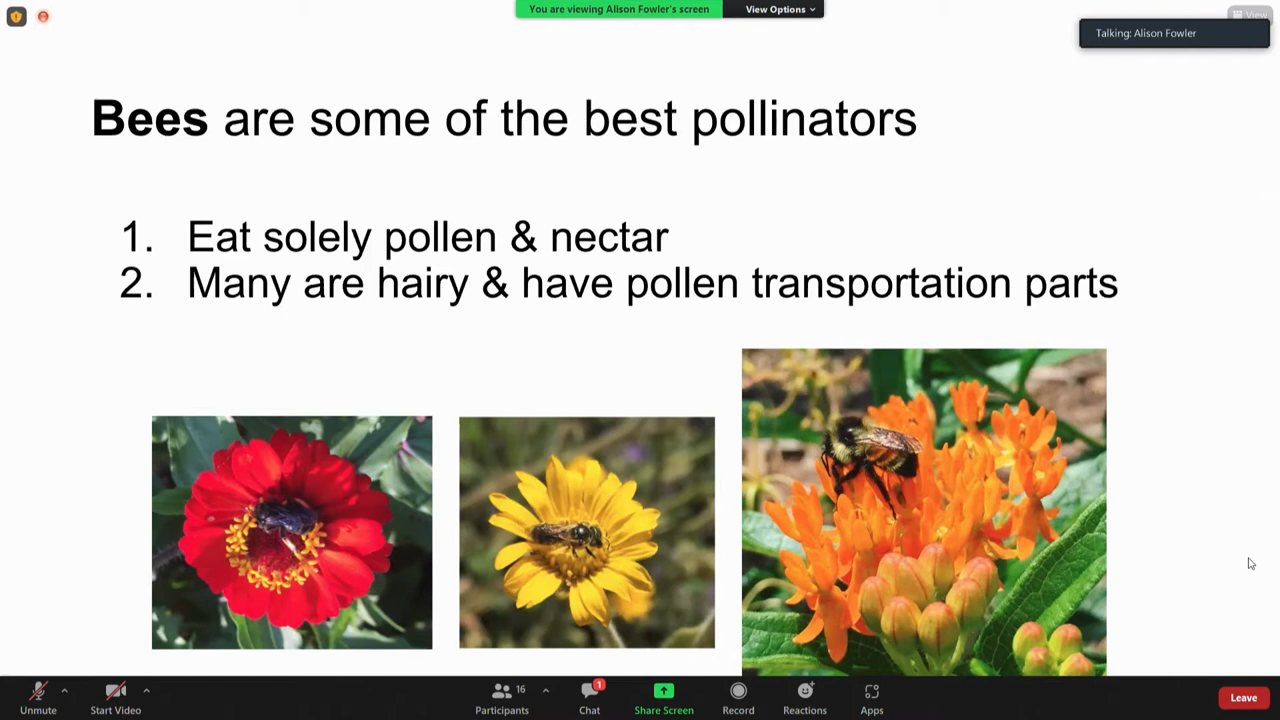 You are viewing Alison Fowler's screen
View Options
View
Talking: Alison Fowler
Bees are some of the best pollinators
1. Eat solely pollen & nectar
2. Many are hairy & have pollen transportation parts
Unmute
Start Video
16
Participants
1
Chat
Share Screen
Record
Reactions
Apps
Leave